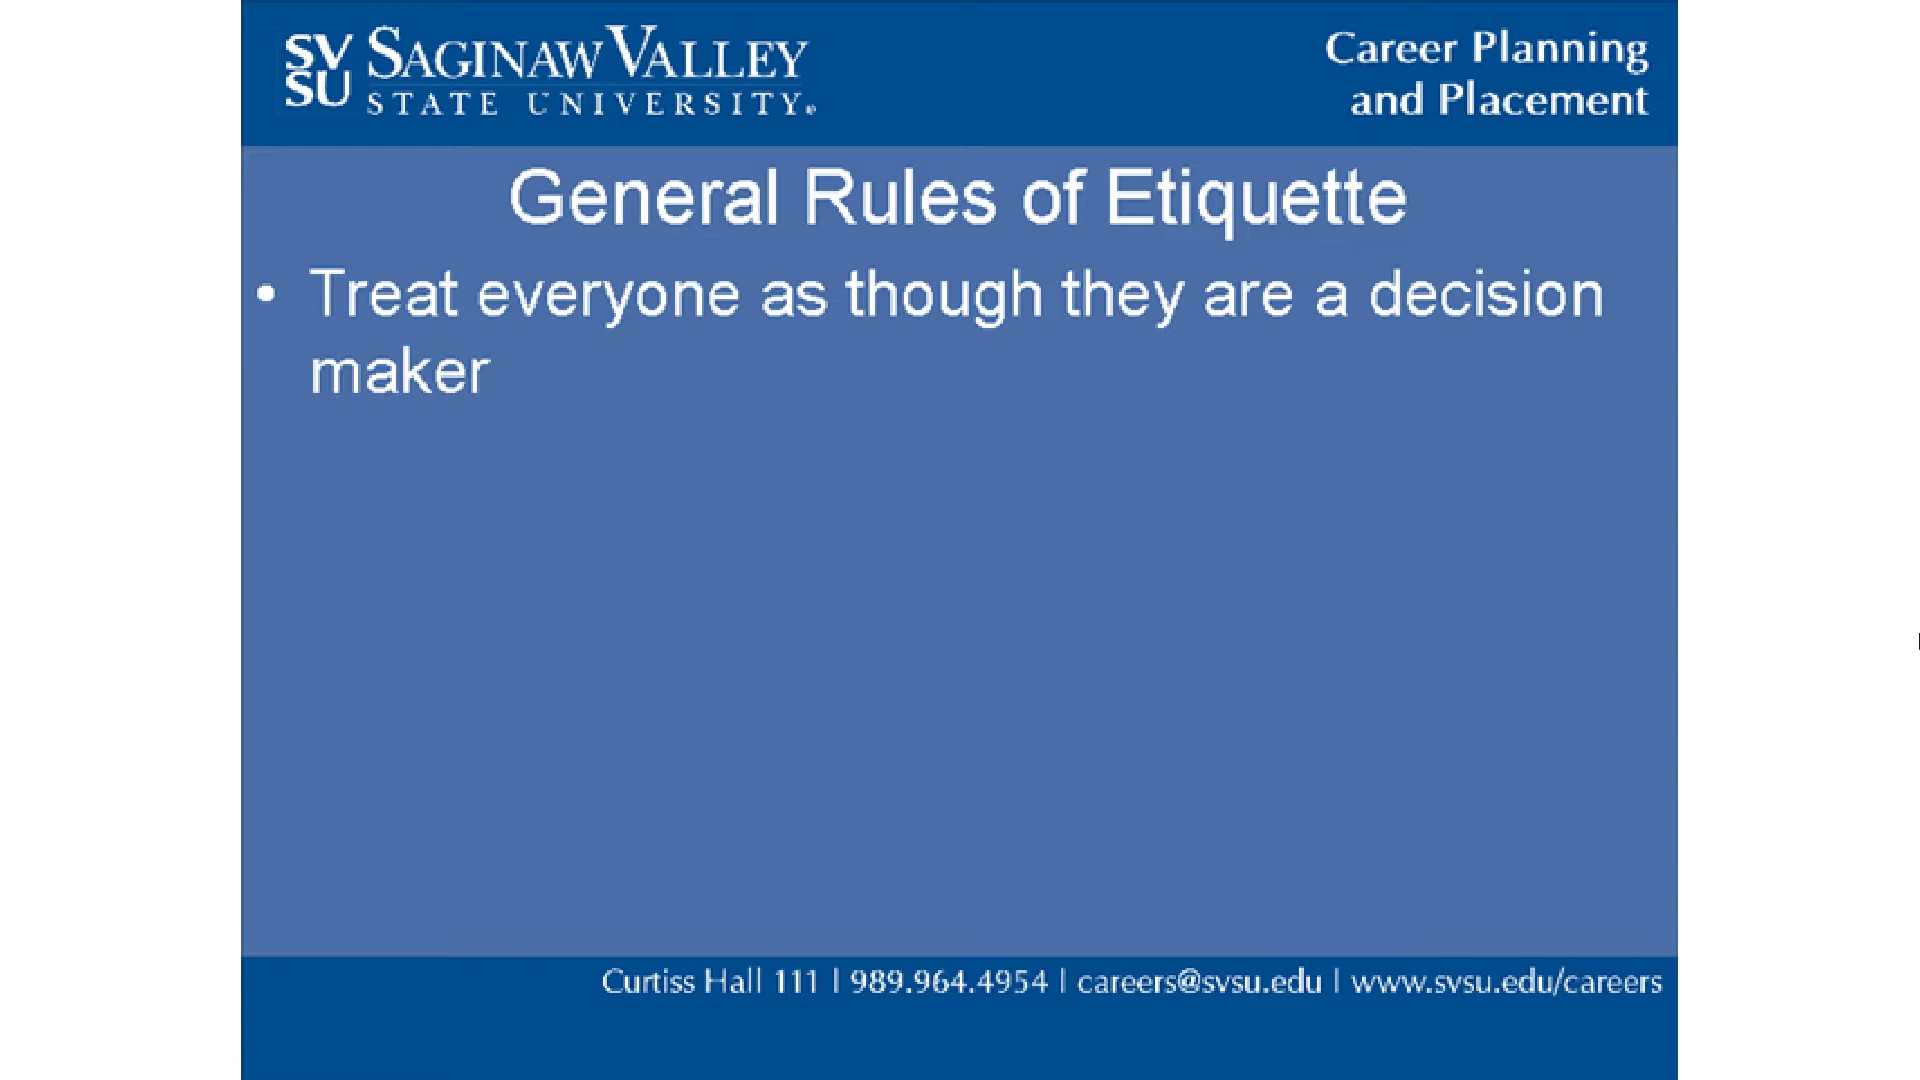 SV
SU
SAGINAW VALLEY
STATE UNIVERSITY®
Career Planning
and Placement
General Rules of Etiquette
• Treat everyone as though they are a decision
maker
Curtiss Hall 111 | 989.964.4954 | careers@svsu.edu | www.svsu.edu/careers